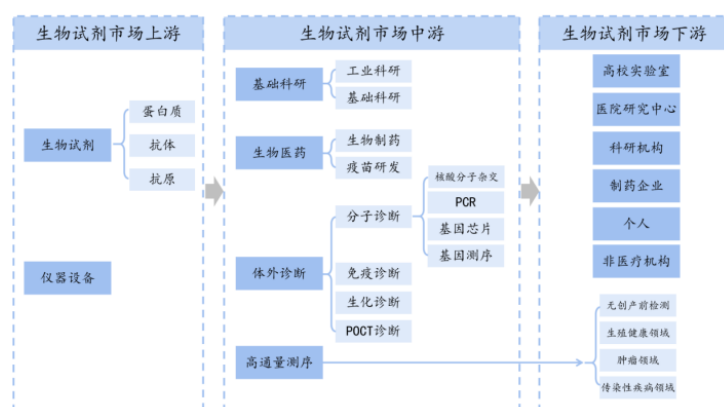 生物试剂市场上游
生物试剂
蛋白质
抗体
抗原
仪器设备
生物试剂市场中游
基础科研
工业科研
基础科研
生物医药
生物制药
疫苗研发
体外诊断
分子诊断
核酸分子杂交
PCR
基因芯片
基因测序
免疫诊断
生化诊断
POCT诊断
高通量测序
生物试剂市场下游
高校实验室
医院研究中心
科研机构
制药企业
个人
非医疗机构
无创产前检测
生殖健康领域
肿瘤领域
传染性疾病领域